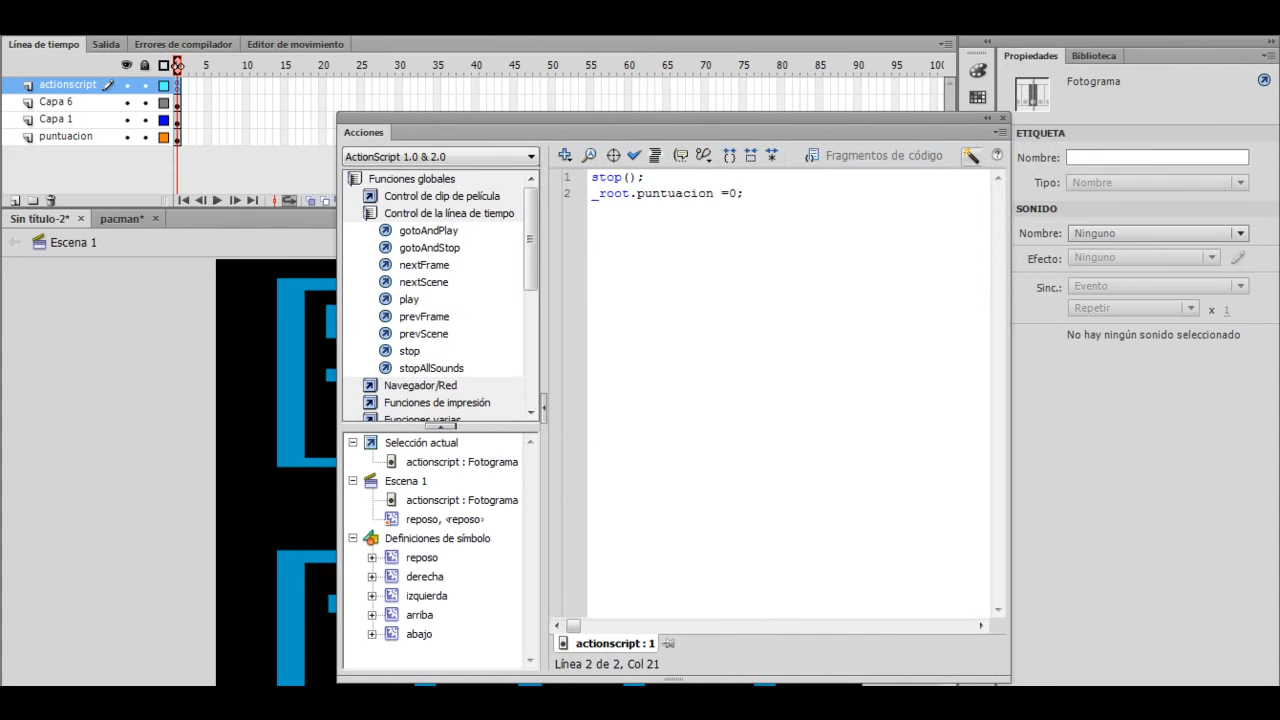 Línea de tiempo Salida Errores de compilador Editor de movimiento
5 10 15 20 25 30 35 40 45 50 55 60 65 70 75 80 85 90 95 100
actionscript
Capa 6
Capa 1
puntuacion
Sin título-2* × pacman* ×
Escena 1
Acciones
ActionScript 1.0 & 2.0
Funciones globales
Control de clip de película
Control de la línea de tiempo
gotoAndPlay
gotoAndStop
nextFrame
nextScene
play
prevFrame
prevScene
stop
stopAllSounds
Navegador/Red
Funciones de impresión
Funciones varias
Selección actual
actionscript : Fotograma
Escena 1
actionscript : Fotograma
reposo, <reposo>
Definiciones de símbolo
reposo
derecha
izquierda
arriba
abajo
Fragmentos de código
1 stop();
2 _root.puntuacion =0;
actionscript : 1
Línea 2 de 2, Col 21
Propiedades Biblioteca
Fotograma
ETIQUETA
Nombre:
Tipo: Nombre
SONIDO
Nombre: Ninguno
Efecto: Ninguno
Sinc.: Evento
Repetir x 1
No hay ningún sonido seleccionado